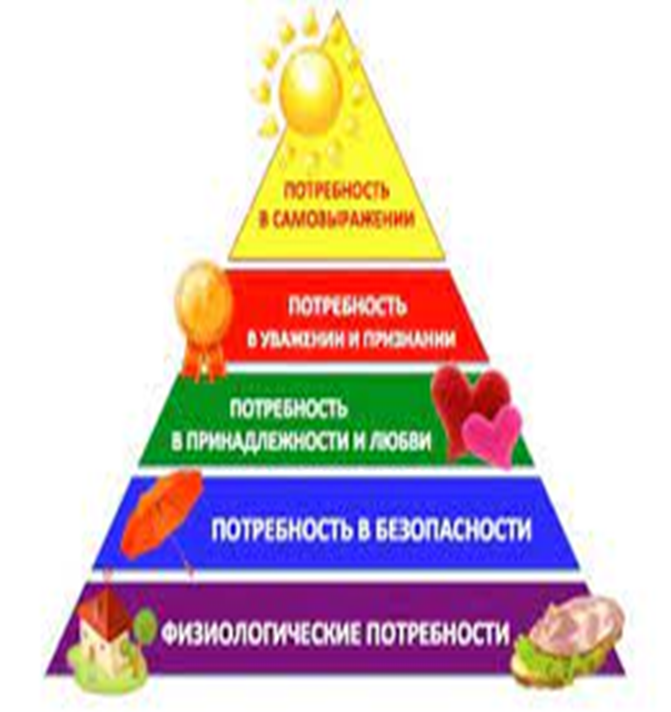 ПОТРЕБНОСТЬ
В САМОВЫРАЖЕНИИ
ПОТРЕБНОСТЬ
В УВАЖЕНИИ И ПРИЗНАНИИ
ПОТРЕБНОСТЬ
В ПРИНАДЛЕЖНОСТИ И ЛЮБВИ
ПОТРЕБНОСТЬ В БЕЗОПАСНОСТИ
ФИЗИОЛОГИЧЕСКИЕ ПОТРЕБНОСТИ